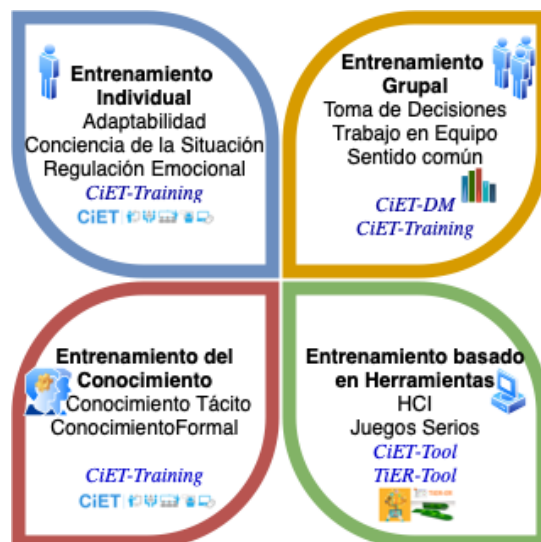 Entrenamiento
Individual
Adaptabilidad
Conciencia de la Situación
Regulación Emocional
CiET-Training
CiET
Entrenamiento
Grupal
Toma de Decisiones
Trabajo en Equipo
Sentido común
CiET-DM
CiET-Training
Entrenamiento del
Conocimiento
Conocimiento Tácito
ConocimientoFormal
CiET-Training
CiET
Entrenamiento basado
en Herramientas
HCI
Juegos Serios
CiET-Tool
TiER-Tool